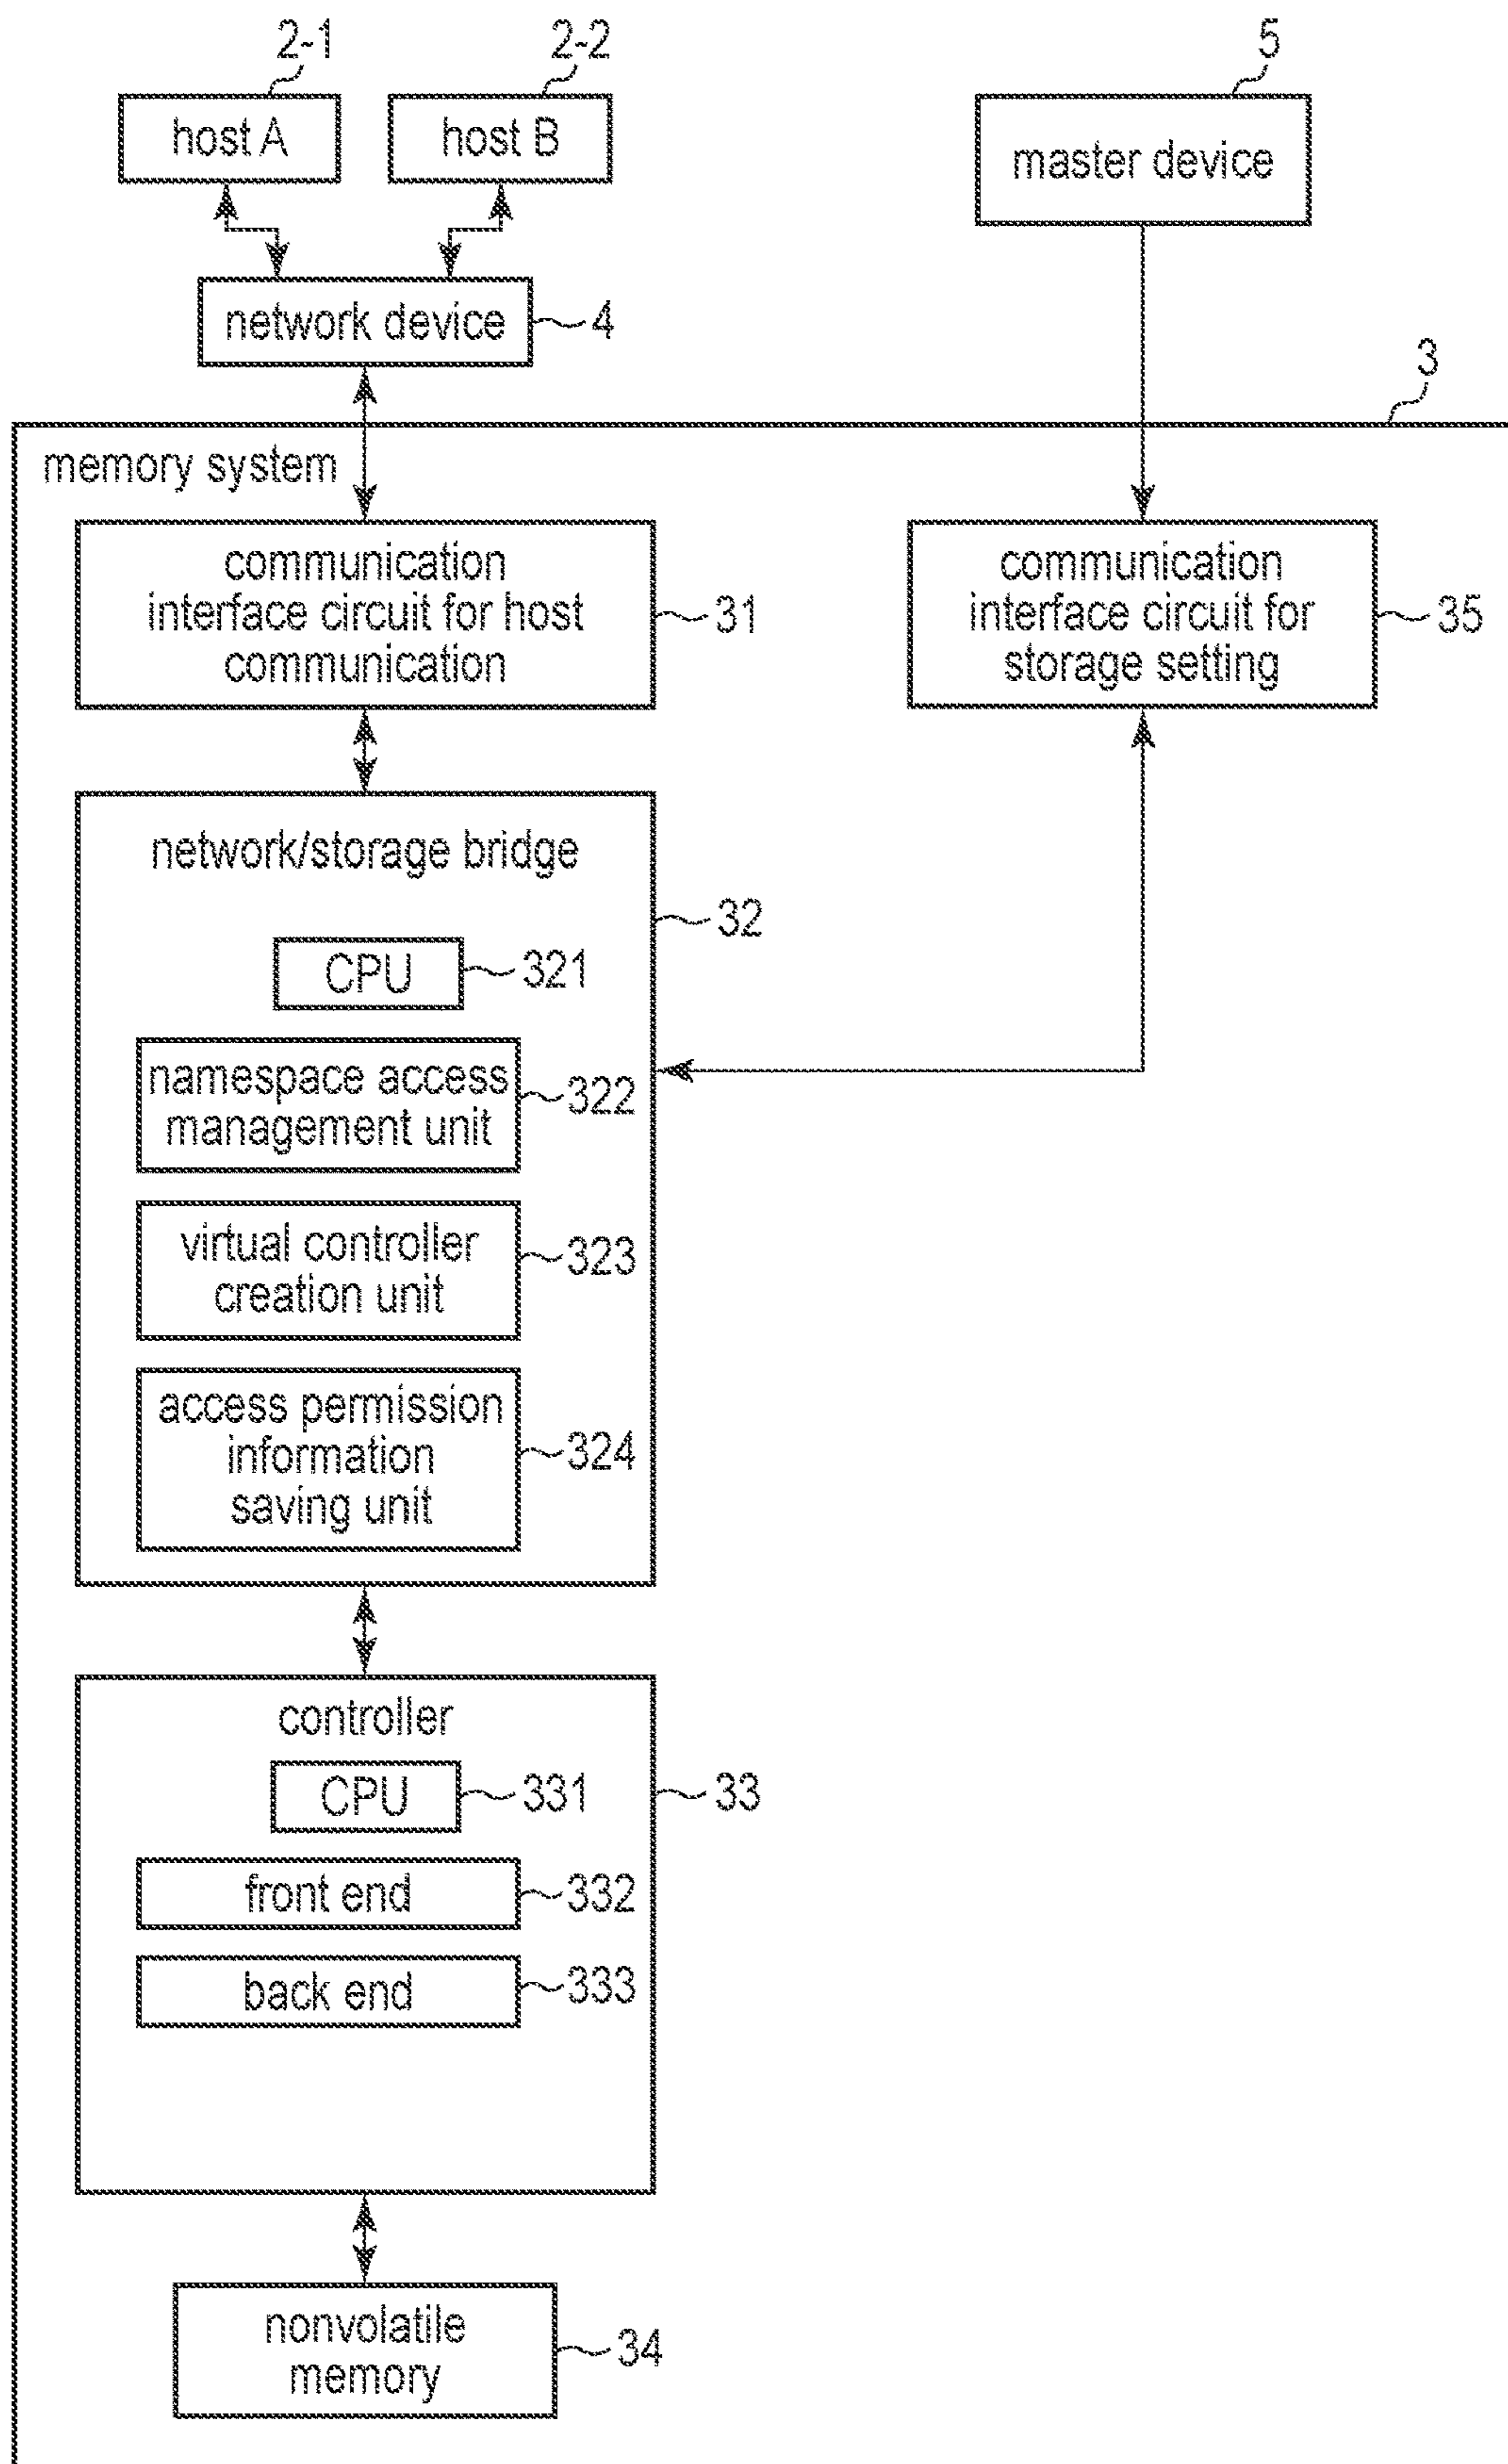 2-1
2-2
5
host A
host B
master device
network device
4
3
memory system
communication
interface circuit for host
communication
31
communication
interface circuit for
storage setting
35
network/storage bridge
32
CPU
321
namespace access
management unit
322
virtual controller
creation unit
323
access permission
information
saving unit
324
controller
CPU
331
33
front end
332
back end
333
nonvolatile
memory
34